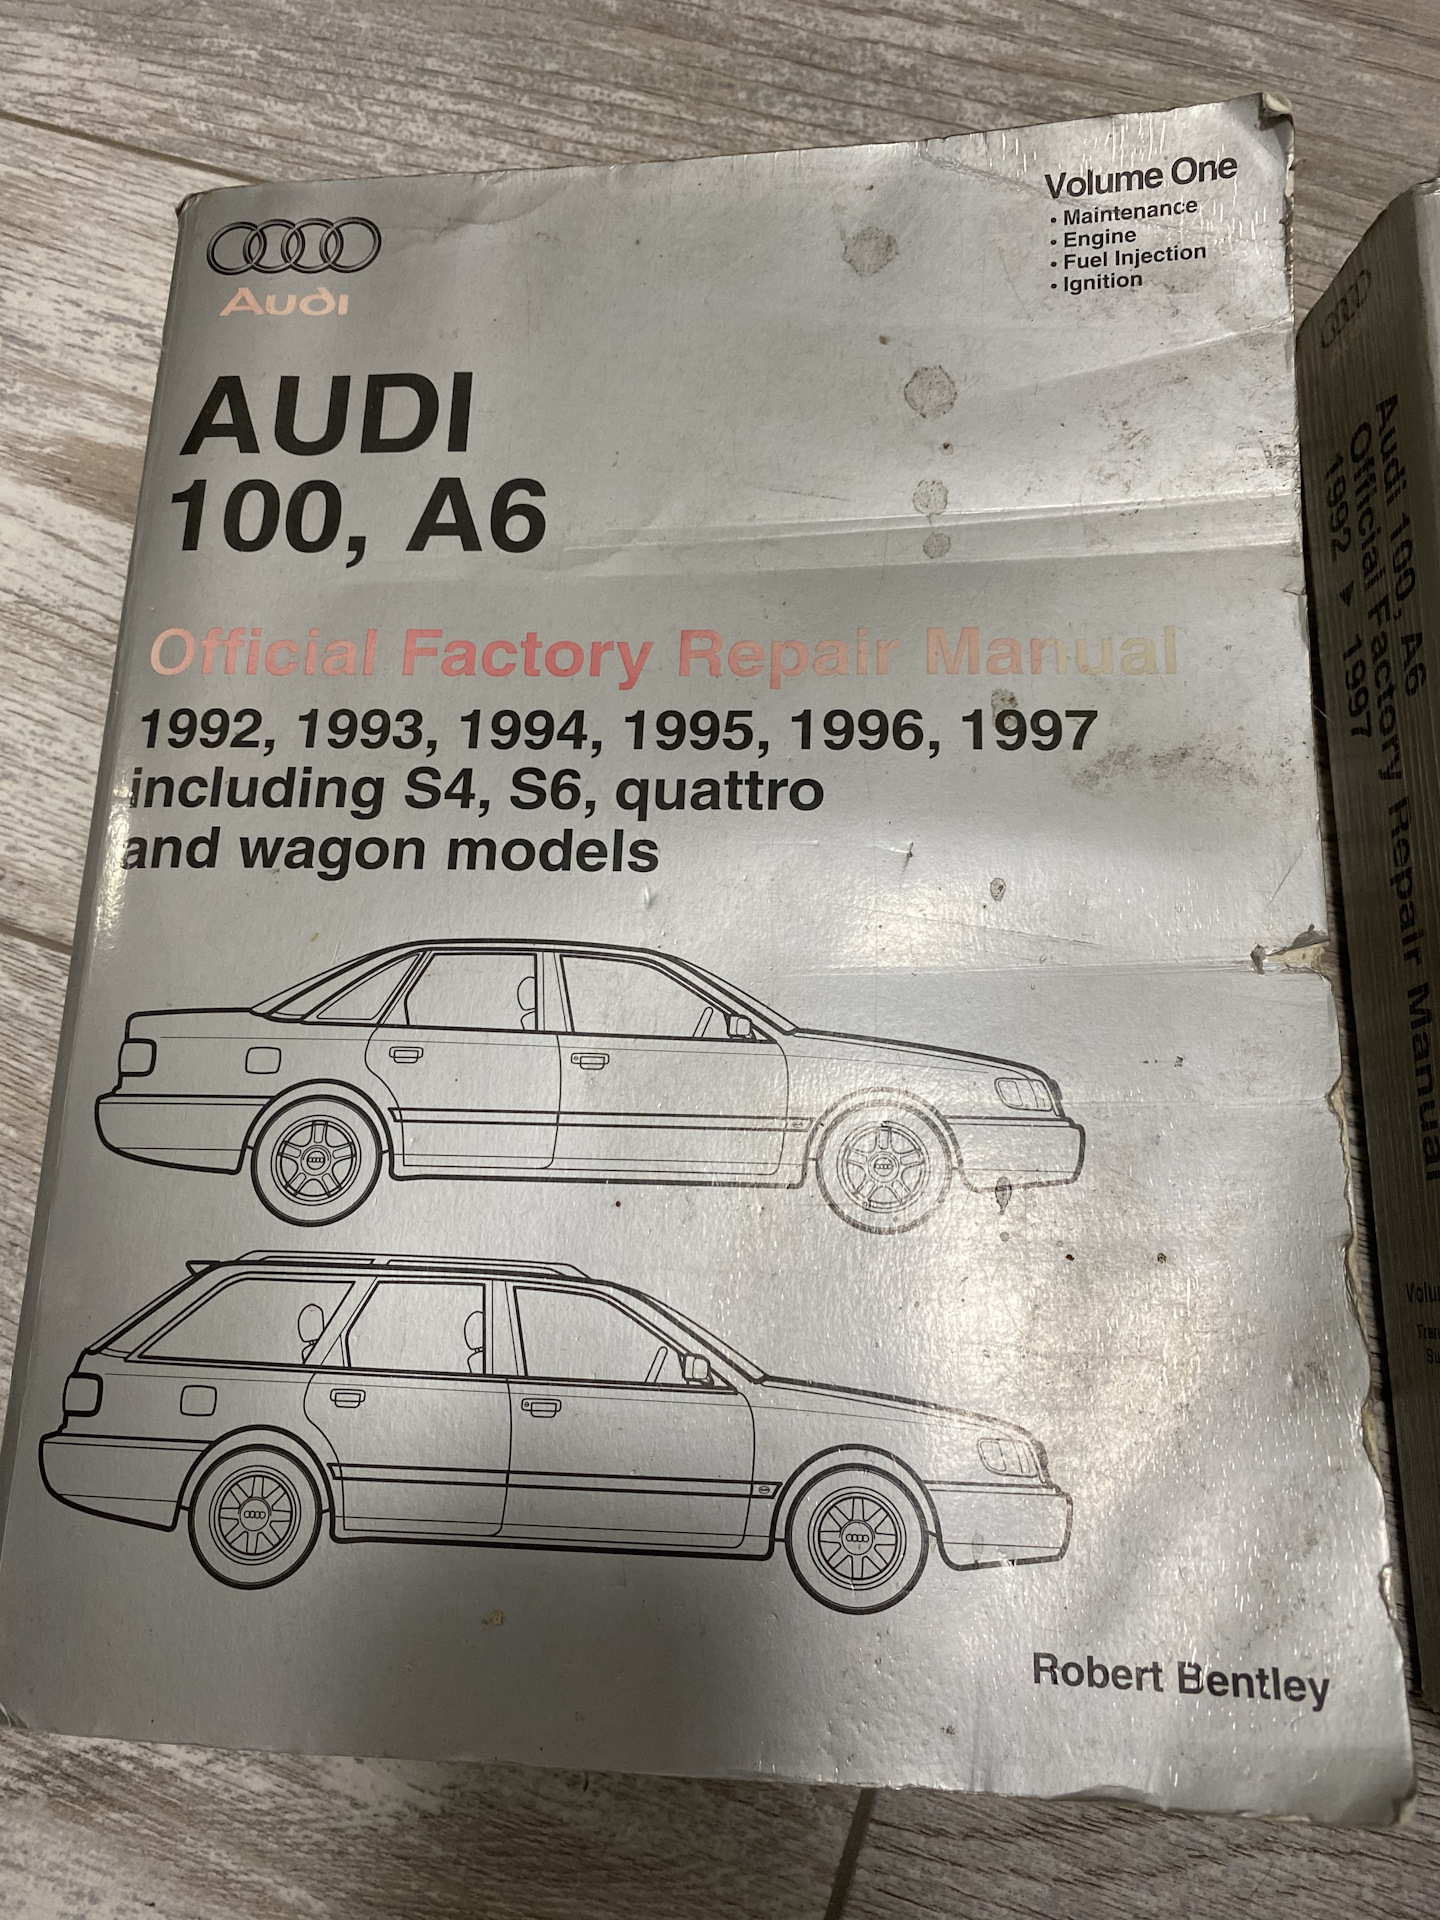 Volume One
• Maintenance
• Engine
• Fuel Injection
• Ignition
Audi
AUDI
100, A6
Official Factory Repair Manual
1992, 1993, 1994, 1995, 1996, 1997
including S4, S6, quattro
and wagon models
Robert Bentley
Audi 100, A6
Official Factory Repair Manual
1992 ▸ 1997